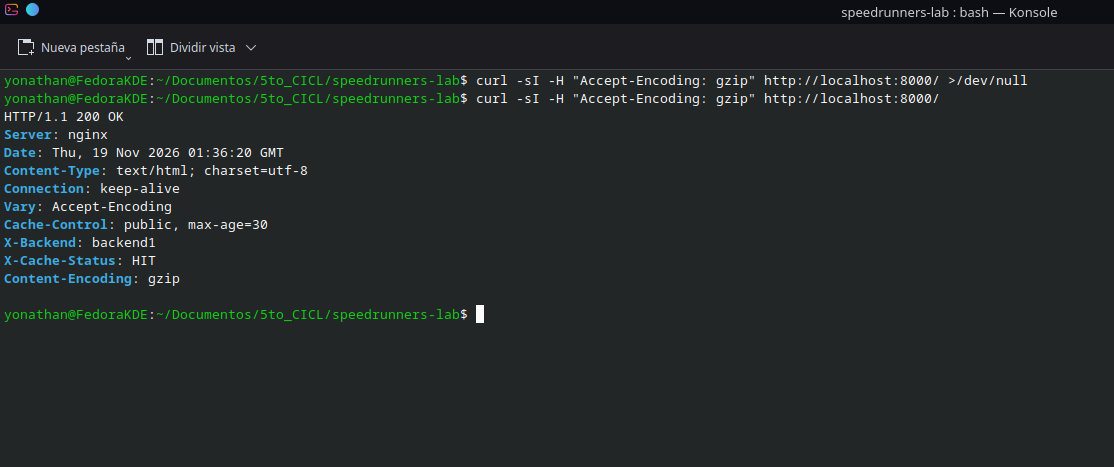 speedrunners-lab : bash — Konsole
Nueva pestaña Dividir vista
yonathan@FedoraKDE:~/Documentos/5to_CICL/speedrunners-lab$ curl -sI -H "Accept-Encoding: gzip" http://localhost:8000/ >/dev/null
yonathan@FedoraKDE:~/Documentos/5to_CICL/speedrunners-lab$ curl -sI -H "Accept-Encoding: gzip" http://localhost:8000/
HTTP/1.1 200 OK
Server: nginx
Date: Thu, 19 Nov 2026 01:36:20 GMT
Content-Type: text/html; charset=utf-8
Connection: keep-alive
Vary: Accept-Encoding
Cache-Control: public, max-age=30
X-Backend: backend1
X-Cache-Status: HIT
Content-Encoding: gzip
yonathan@FedoraKDE:~/Documentos/5to_CICL/speedrunners-lab$